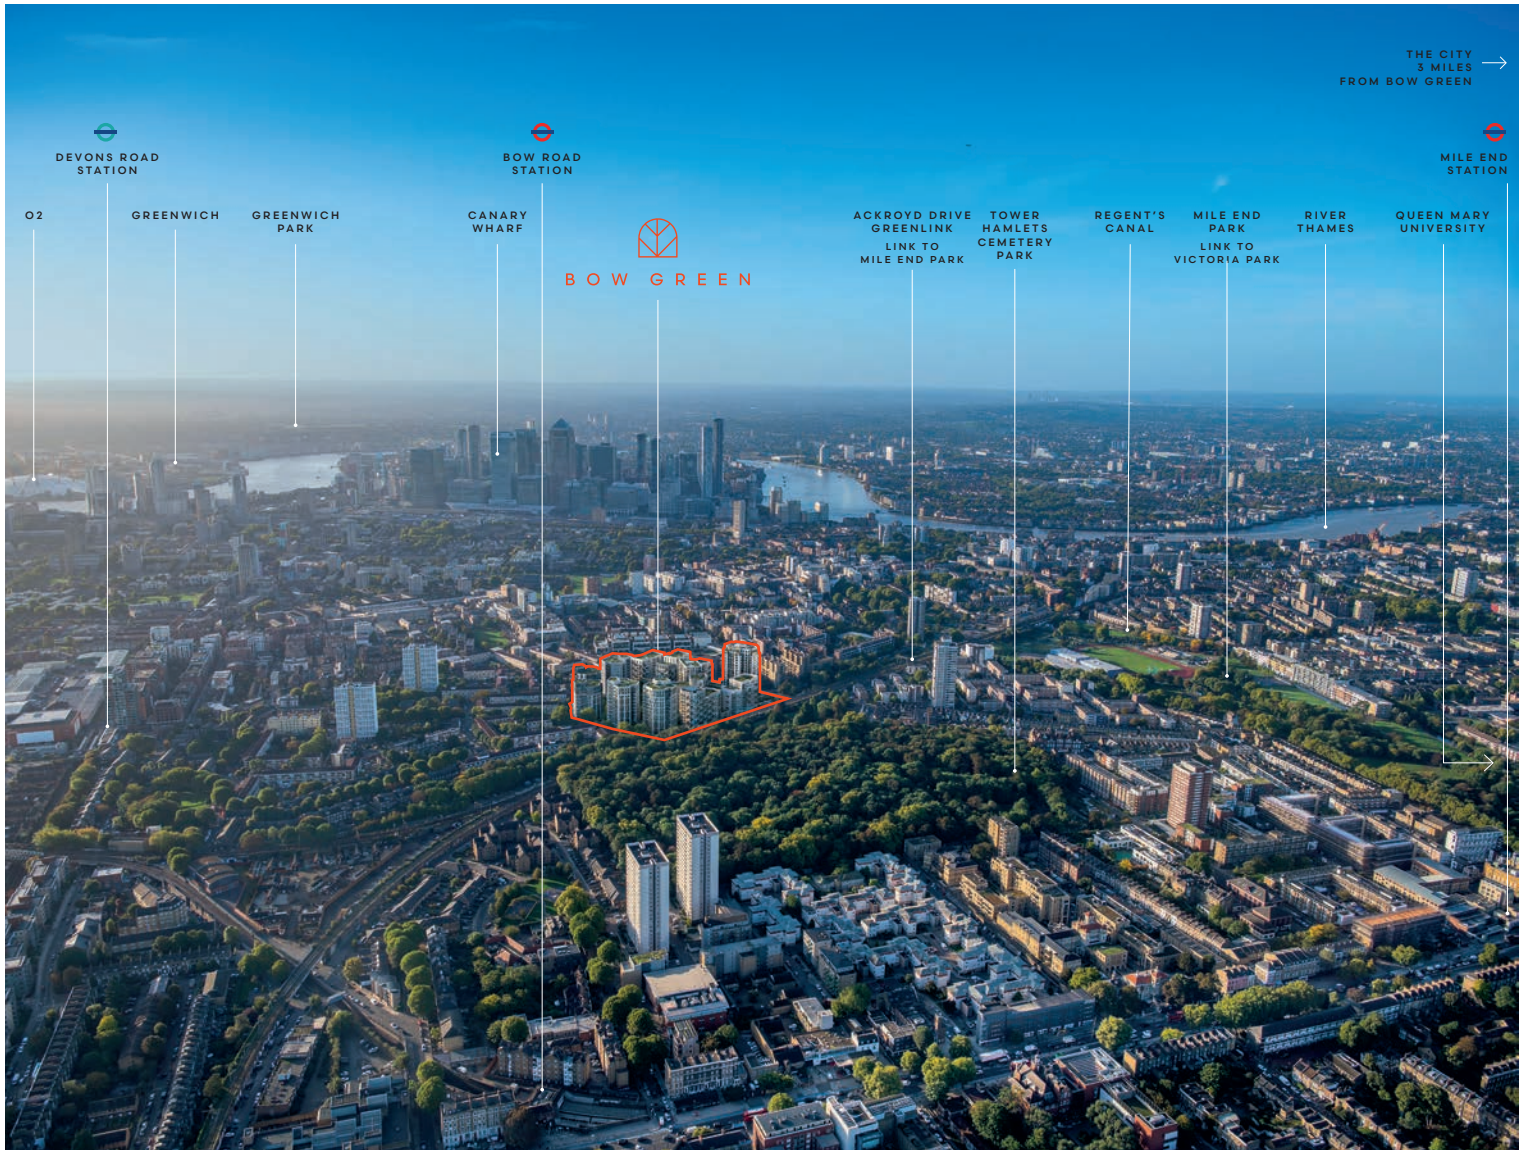 THE CITY
3 MILES
FROM BOW GREEN
DEVONS ROAD
STATION
BOW ROAD
STATION
MILE END
STATION
O2
GREENWICH
GREENWICH
PARK
CANARY
WHARF
BOW GREEN
ACKROYD DRIVE
GREENLINK
LINK TO
MILE END PARK
TOWER
HAMLETS
CEMETERY
PARK
REGENT'S
CANAL
MILE END
PARK
LINK TO
VICTORIA PARK
RIVER
THAMES
QUEEN MARY
UNIVERSITY